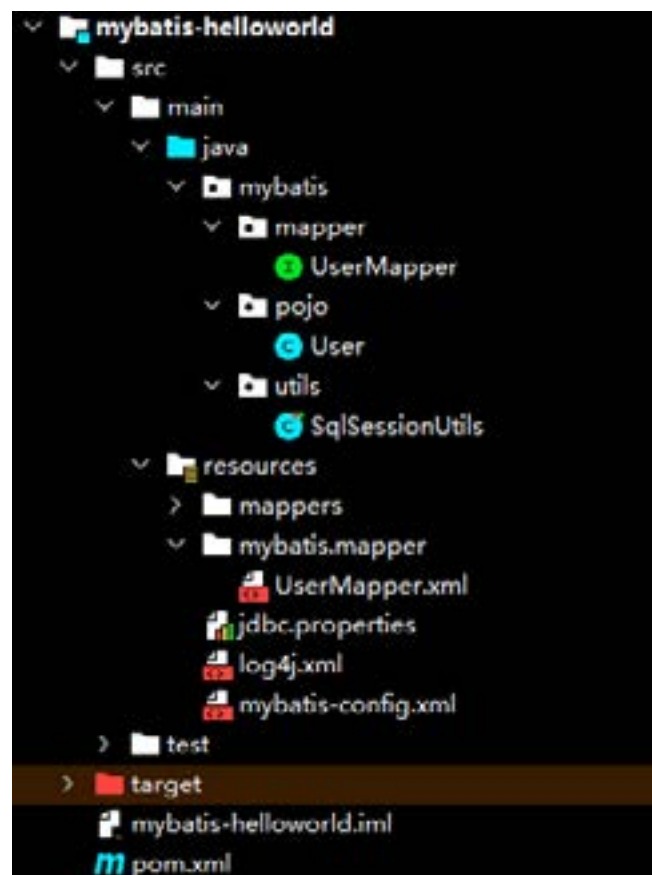 mybatis-helloworld
src
main
java
mybatis
mapper
UserMapper
pojo
User
utils
SqlSessionUtils
resources
mappers
mybatis.mapper
UserMapper.xml
jdbc.properties
log4j.xml
mybatis-config.xml
test
target
mybatis-helloworld.iml
pom.xml